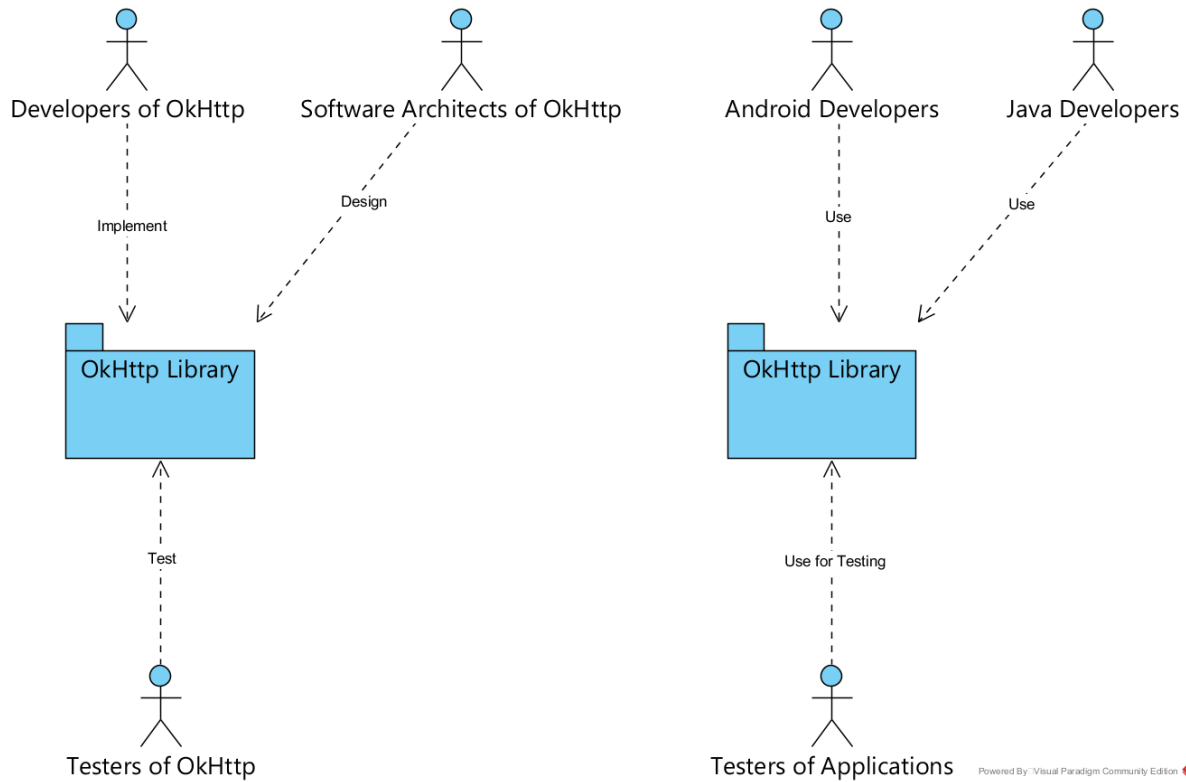 Developers of OkHttp
Software Architects of OkHttp
Android Developers
Java Developers
Implement
Design
Use
Use
OkHttp Library
OkHttp Library
Test
Use for Testing
Testers of OkHttp
Testers of Applications
Powered By Visual Paradigm Community Edition